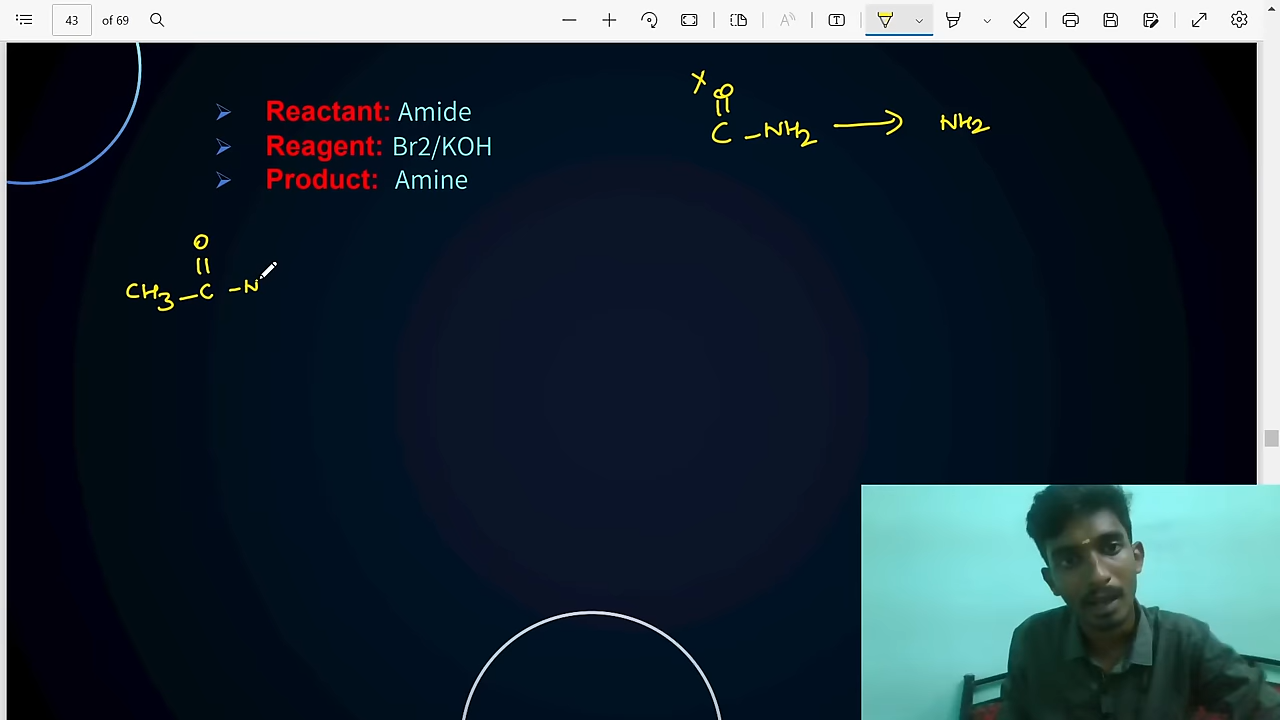 43 of 69
Reactant: Amide
Reagent: Br2/KOH
Product: Amine
X O
C - NH2 → NH2
O
CH3 - C - N